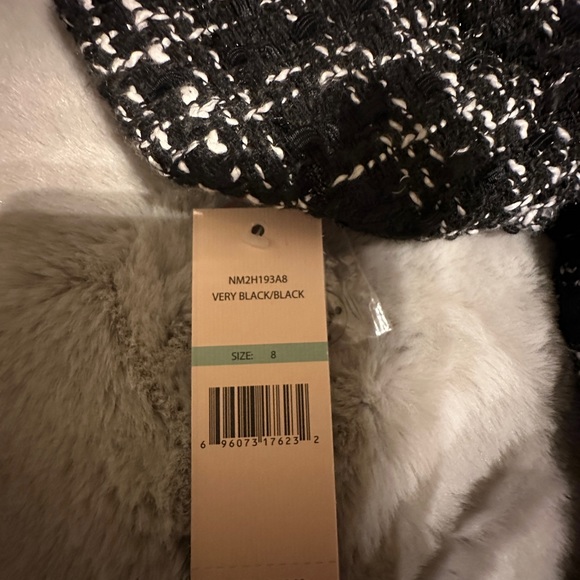 NM2H193A8
VERY BLACK/BLACK
SIZE: 8
6 96073 17623 2